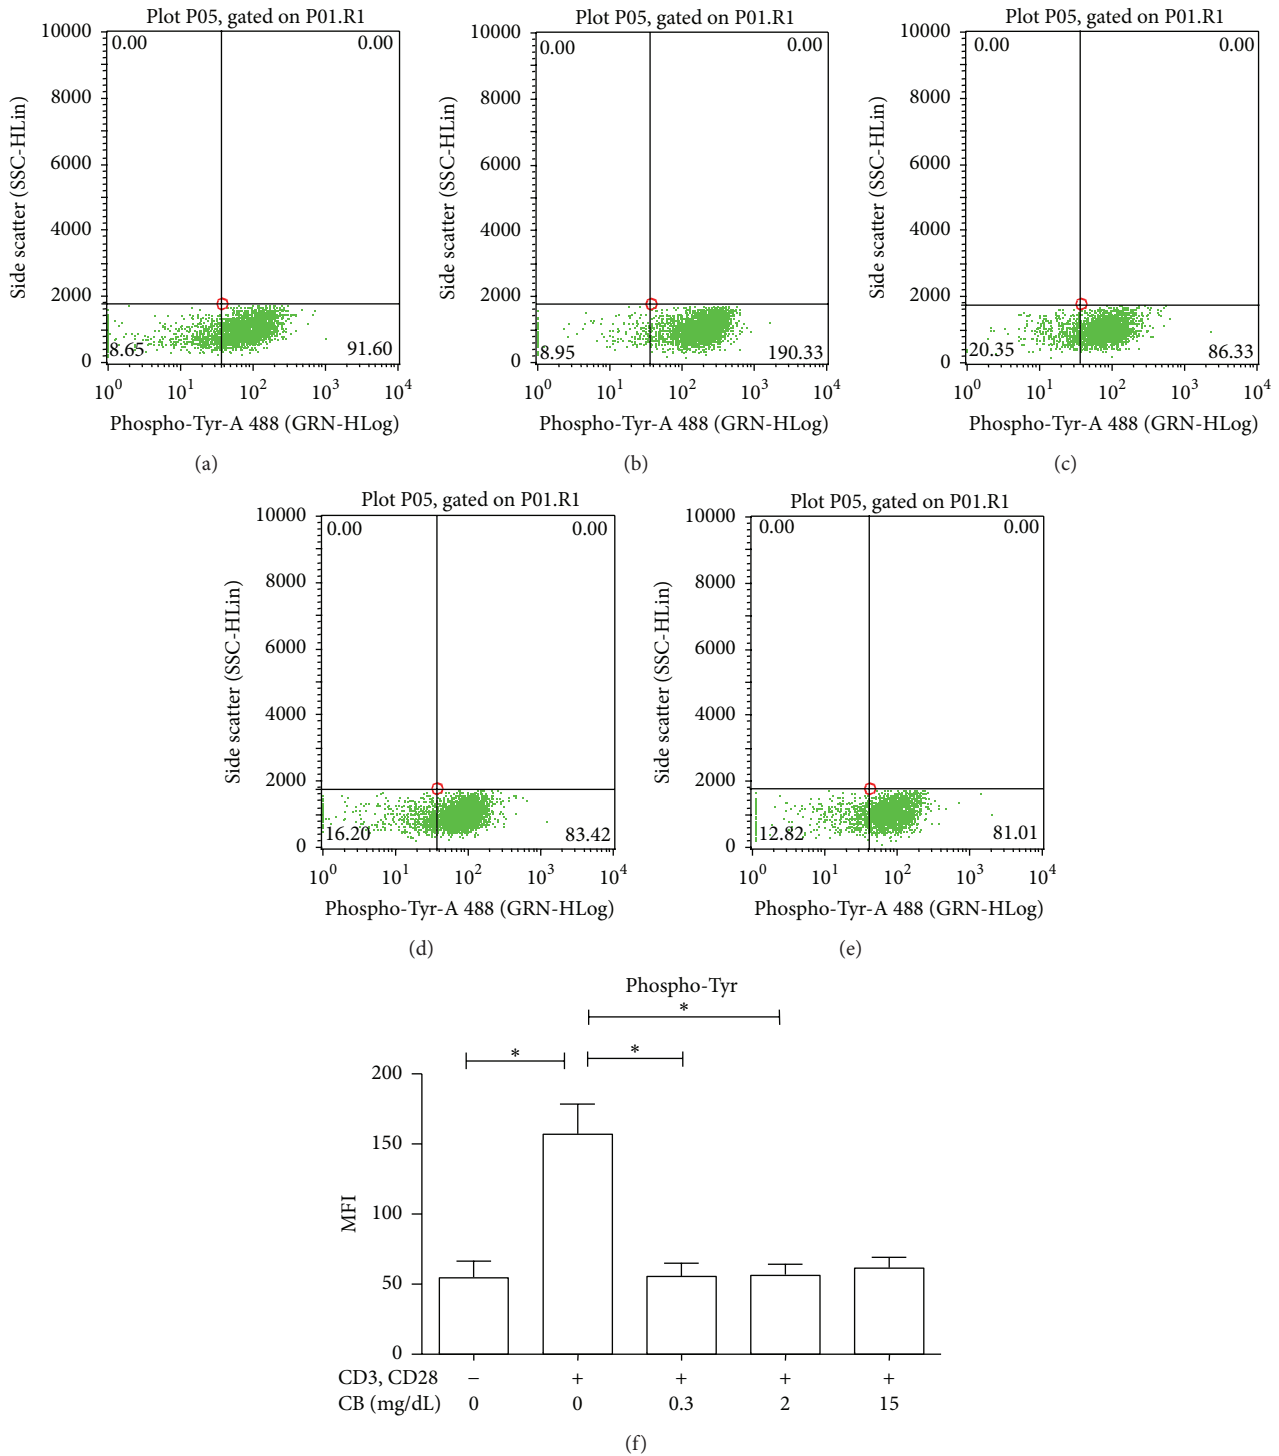 Plot P05, gated on P01.R1
Plot P05, gated on P01.R1
Plot P05, gated on P01.R1
10000
8000
6000
4000
2000
0
Side scatter (SSC-HLin)
0.00
0.00
8.65
91.60
10^0 10^1 10^2 10^3 10^4
Phospho-Tyr-A 488 (GRN-HLog)
(a)
10000
8000
6000
4000
2000
0
Side scatter (SSC-HLin)
0.00
0.00
8.95
190.33
10^0 10^1 10^2 10^3 10^4
Phospho-Tyr-A 488 (GRN-HLog)
(b)
10000
8000
6000
4000
2000
0
Side scatter (SSC-HLin)
0.00
0.00
20.35
86.33
10^0 10^1 10^2 10^3 10^4
Phospho-Tyr-A 488 (GRN-HLog)
(c)
Plot P05, gated on P01.R1
10000
8000
6000
4000
2000
0
Side scatter (SSC-HLin)
0.00
0.00
16.20
83.42
10^0 10^1 10^2 10^3 10^4
Phospho-Tyr-A 488 (GRN-HLog)
(d)
Plot P05, gated on P01.R1
10000
8000
6000
4000
2000
0
Side scatter (SSC-HLin)
0.00
0.00
12.82
81.01
10^0 10^1 10^2 10^3 10^4
Phospho-Tyr-A 488 (GRN-HLog)
(e)
Phospho-Tyr
*
* *
200
150
100
50
0
MFI
CD3, CD28 − + + + +
CB (mg/dL) 0 0 0.3 2 15
(f)